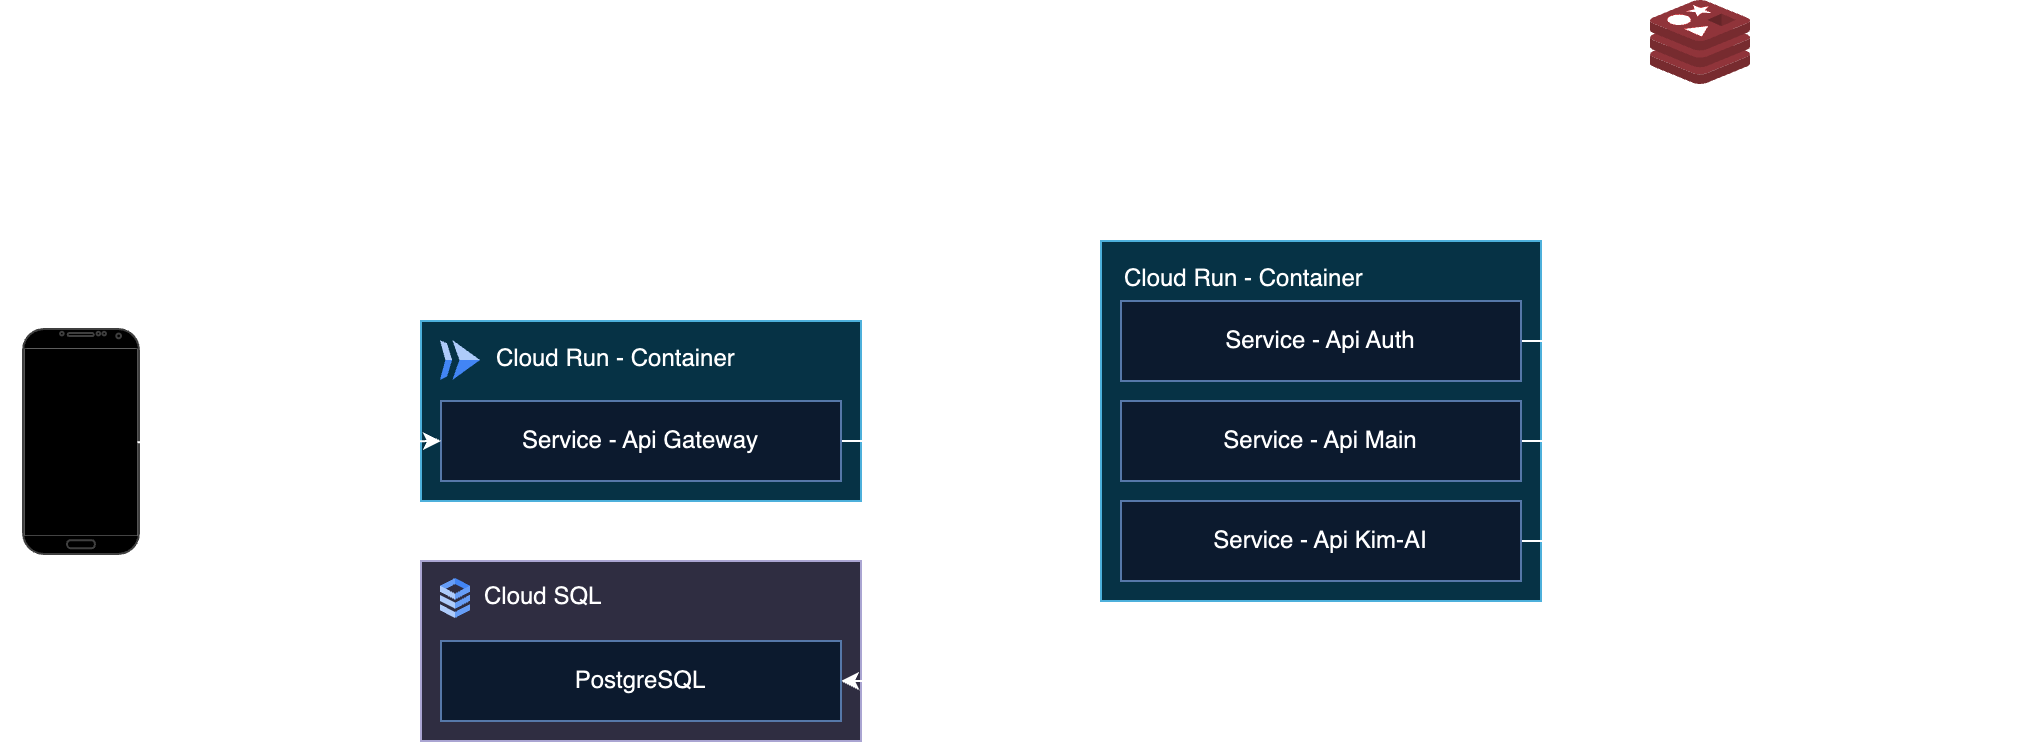 Cloud Run - Container
Service - Api Gateway
Cloud SQL
PostgreSQL
Cloud Run - Container
Service - Api Auth
Service - Api Main
Service - Api Kim-AI